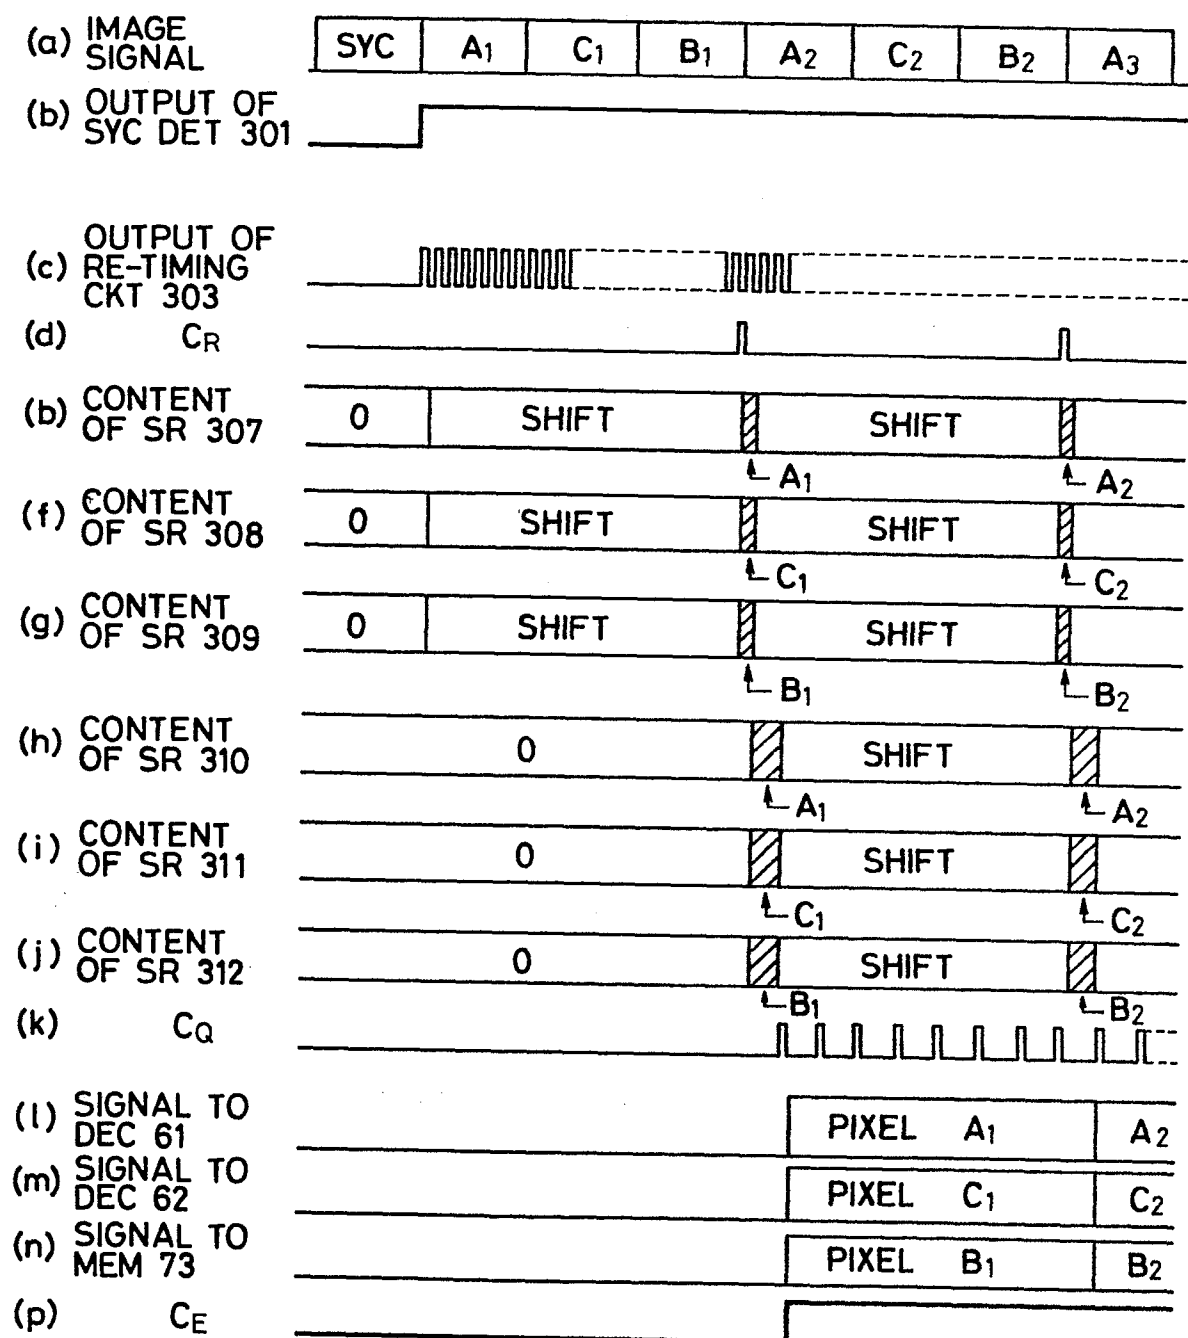 (a) IMAGE SIGNAL SYC A1 C1 B1 A2 C2 B2 A3
(b) OUTPUT OF SYC DET 301
(c) OUTPUT OF RE-TIMING CKT 303
(d) CR
(b) CONTENT OF SR 307 0 SHIFT SHIFT
A1 A2
(f) CONTENT OF SR 308 0 SHIFT SHIFT
C1 C2
(g) CONTENT OF SR 309 0 SHIFT SHIFT
B1 B2
(h) CONTENT OF SR 310 0 SHIFT
A1 A2
(i) CONTENT OF SR 311 0 SHIFT
C1 C2
(j) CONTENT OF SR 312 0 SHIFT
B1 B2
(k) CQ
(l) SIGNAL TO DEC 61 PIXEL A1 A2
(m) SIGNAL TO DEC 62 PIXEL C1 C2
(n) SIGNAL TO MEM 73 PIXEL B1 B2
(p) CE